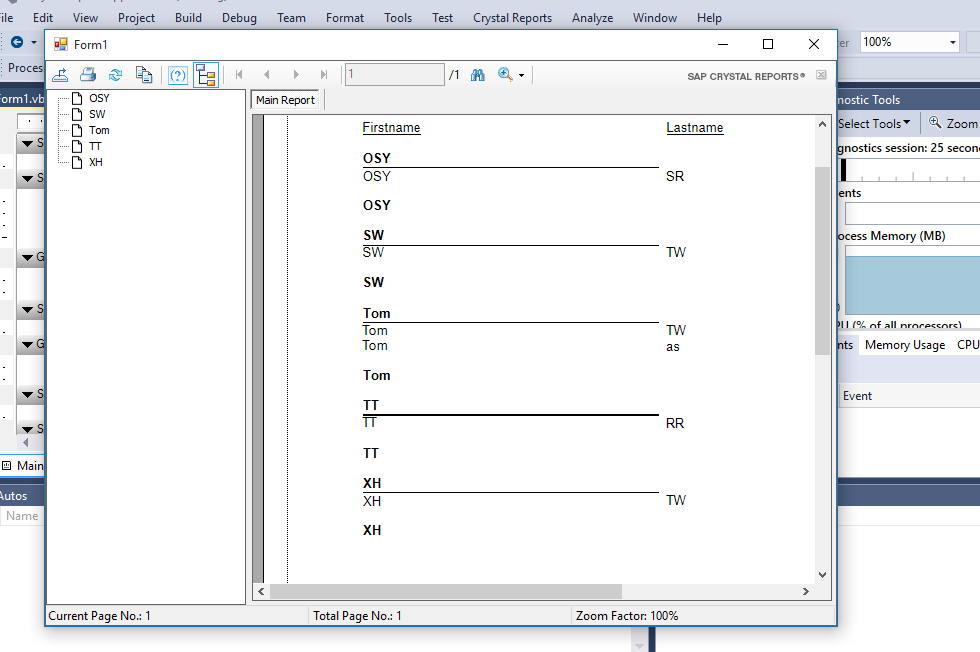 File Edit View Project Build Debug Team Format Tools Test Crystal Reports Analyze Window Help
100%
Form1
1 /1
SAP CRYSTAL REPORTS®
Main Report
OSY
SW
Tom
TT
XH
Firstname Lastname
OSY
OSY SR
OSY
SW
SW TW
SW
Tom
Tom TW
Tom as
Tom
TT
TT RR
TT
XH
XH TW
XH
Current Page No.: 1 Total Page No.: 1 Zoom Factor: 100%
Proces
Form1.vb
S
S
G
S
G
S
S
Main
Autos
Name
nostic Tools
Select Tools Zoom
gnostics session: 25 secon
ents
ocess Memory (MB)
PU (% of all processors)
nts Memory Usage CPU
Event